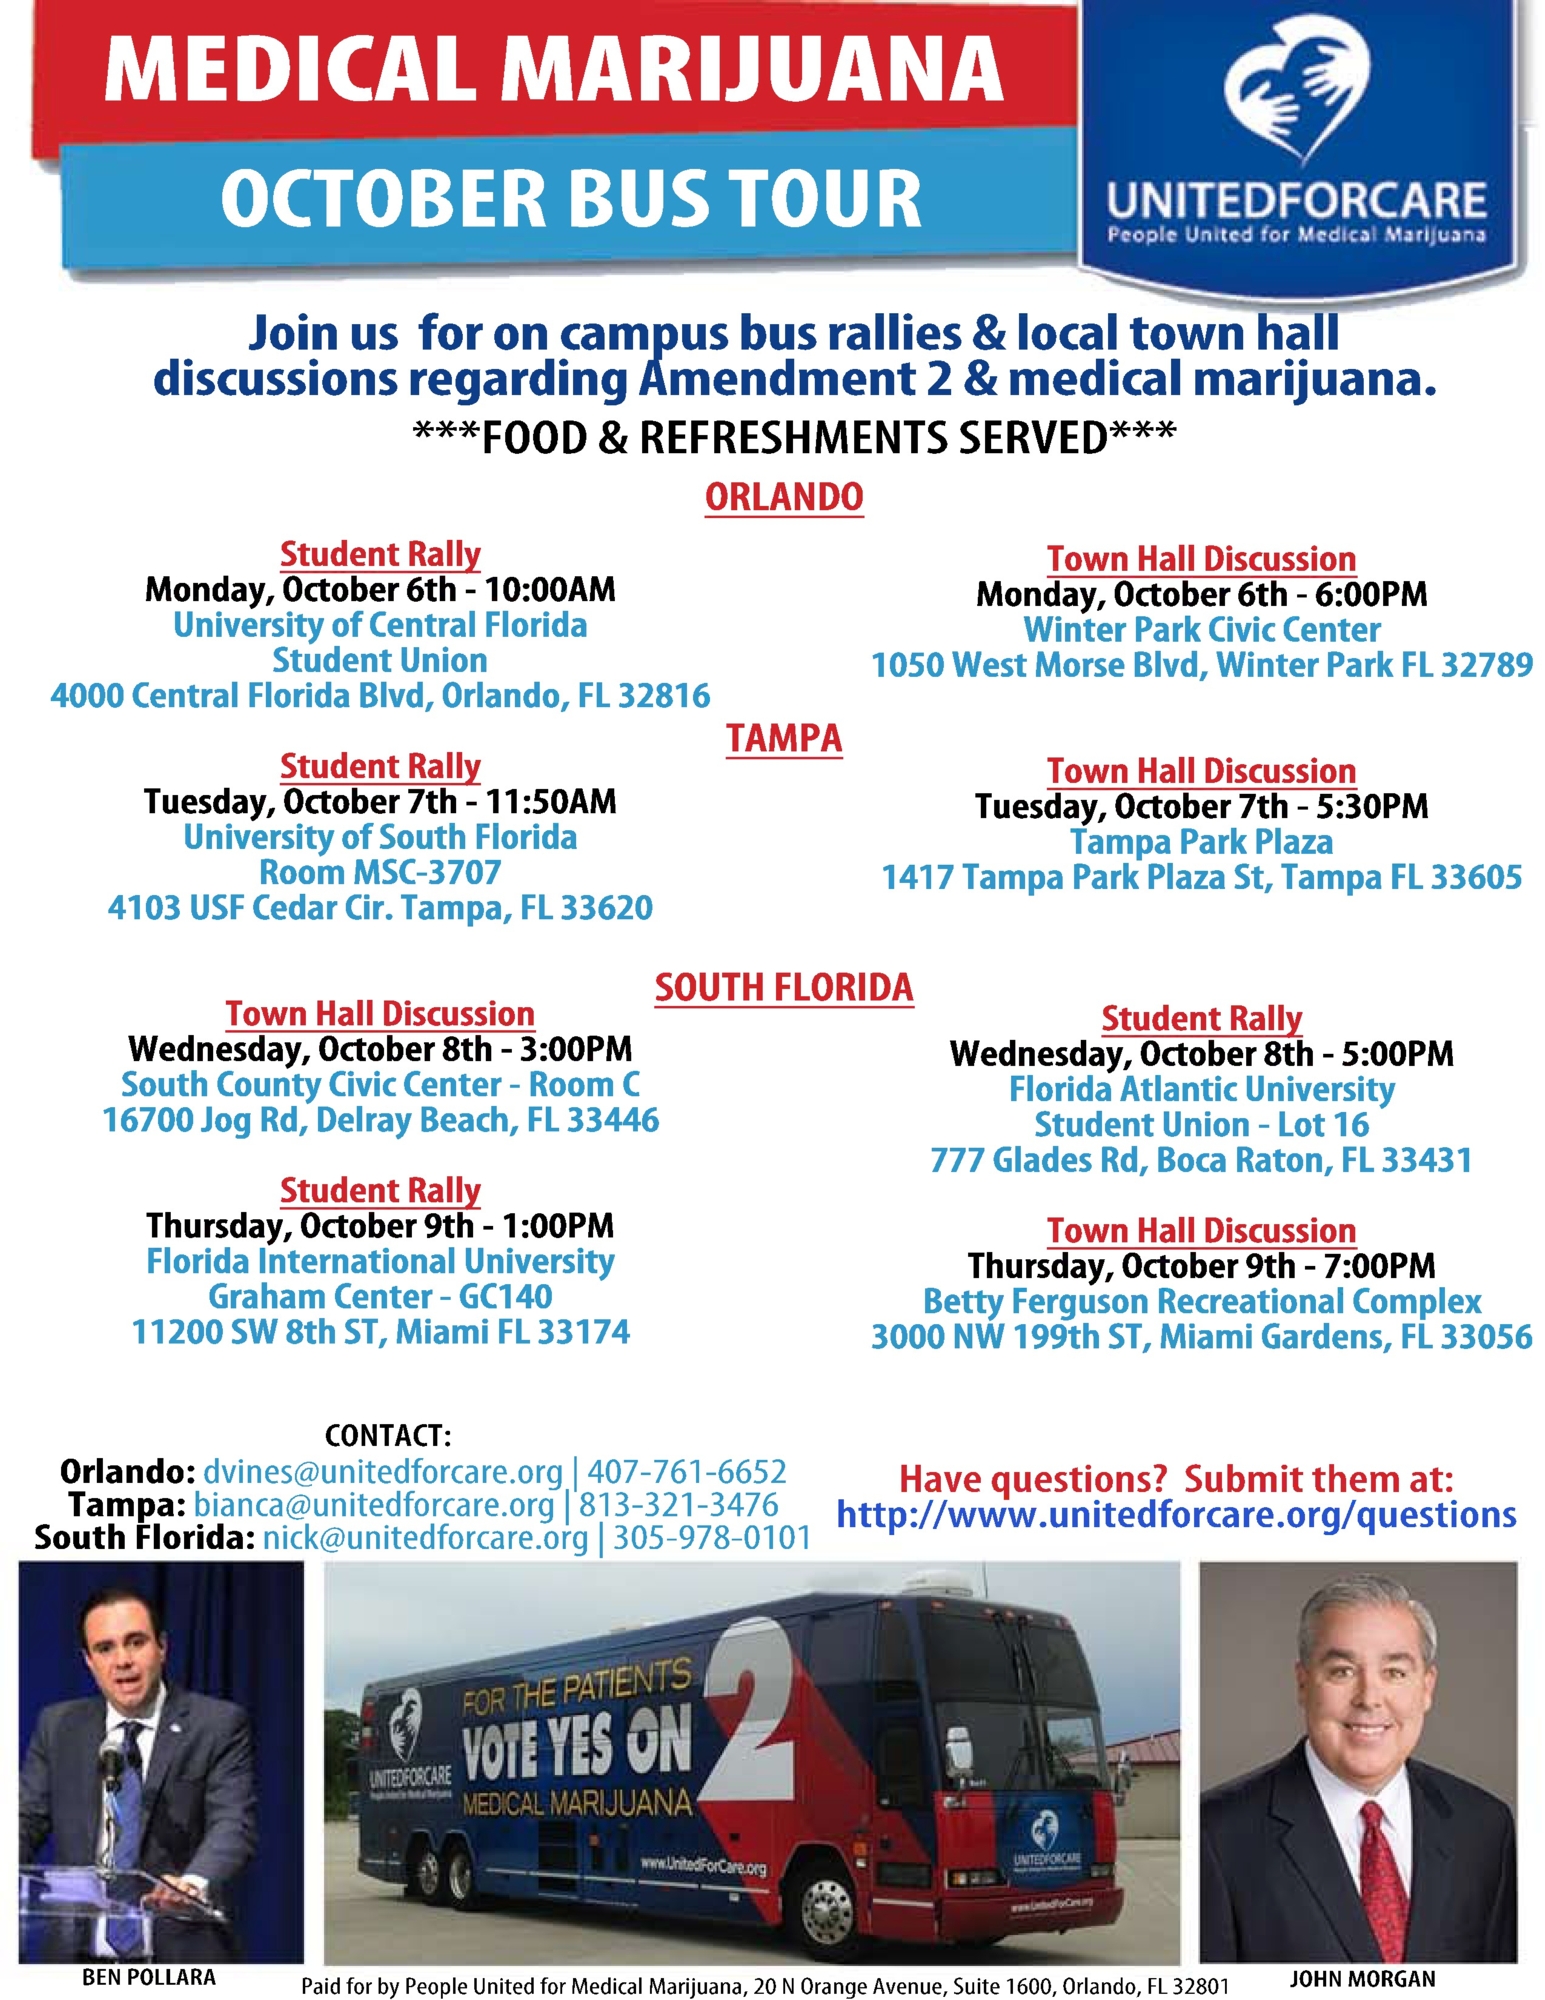 MEDICAL MARIJUANA
OCTOBER BUS TOUR
UNITEDFORCARE
People United for Medical Marijuana
Join us for on campus bus rallies & local town hall
discussions regarding Amendment 2 & medical marijuana.
***FOOD & REFRESHMENTS SERVED***
ORLANDO
Student Rally
Monday, October 6th - 10:00AM
University of Central Florida
Student Union
4000 Central Florida Blvd, Orlando, FL 32816
Town Hall Discussion
Monday, October 6th - 6:00PM
Winter Park Civic Center
1050 West Morse Blvd, Winter Park FL 32789
TAMPA
Student Rally
Tuesday, October 7th - 11:50AM
University of South Florida
Room MSC-3707
4103 USF Cedar Cir. Tampa, FL 33620
Town Hall Discussion
Tuesday, October 7th - 5:30PM
Tampa Park Plaza
1417 Tampa Park Plaza St, Tampa FL 33605
SOUTH FLORIDA
Town Hall Discussion
Wednesday, October 8th - 3:00PM
South County Civic Center - Room C
16700 Jog Rd, Delray Beach, FL 33446
Student Rally
Wednesday, October 8th - 5:00PM
Florida Atlantic University
Student Union - Lot 16
777 Glades Rd, Boca Raton, FL 33431
Student Rally
Thursday, October 9th - 1:00PM
Florida International University
Graham Center - GC140
11200 SW 8th ST, Miami FL 33174
Town Hall Discussion
Thursday, October 9th - 7:00PM
Betty Ferguson Recreational Complex
3000 NW 199th ST, Miami Gardens, FL 33056
CONTACT:
Orlando: dvines@unitedforcare.org | 407-761-6652
Tampa: bianca@unitedforcare.org | 813-321-3476
South Florida: nick@unitedforcare.org | 305-978-0101
Have questions? Submit them at:
http://www.unitedforcare.org/questions
FOR THE PATIENTS
VOTE YES ON 2
MEDICAL MARIJUANA
UNITEDFORCARE
People United for Medical Marijuana
www.UnitedForCare.org
UNITEDFORCARE
www.UnitedForCare.org
BEN POLLARA
Paid for by People United for Medical Marijuana, 20 N Orange Avenue, Suite 1600, Orlando, FL 32801
JOHN MORGAN